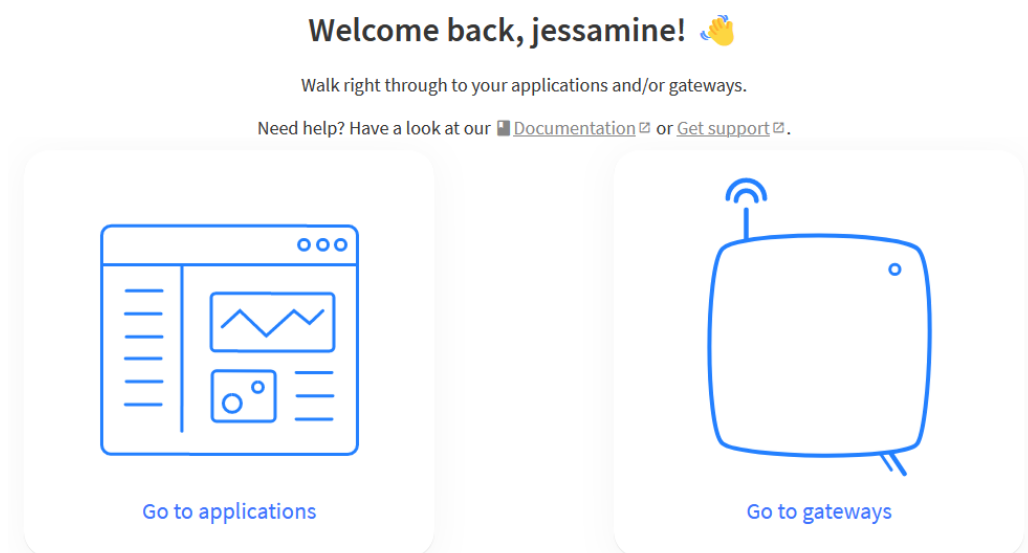 Welcome back, jessamine! 👋
Walk right through to your applications and/or gateways.
Need help? Have a look at our Documentation or Get support.
Go to applications
Go to gateways